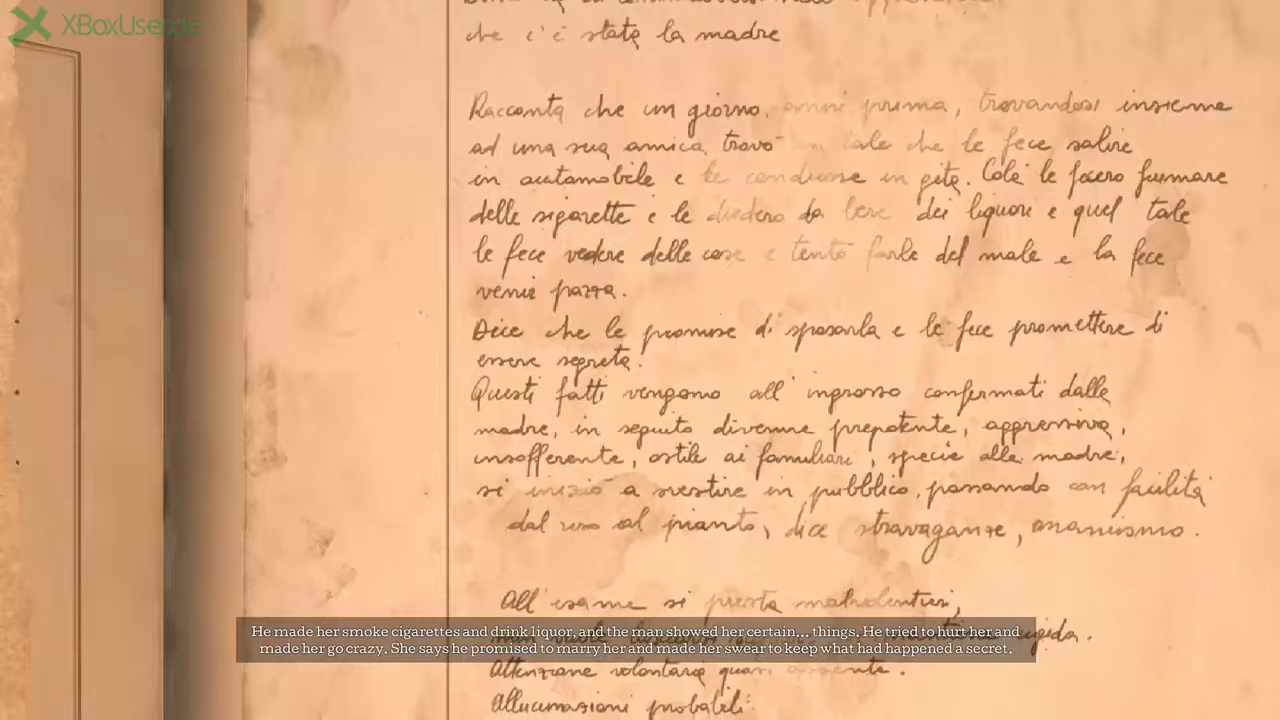 XBoxUser.de
che c'è stata la madre
Racconta che un giorno, anni prima, trovandosi insieme
ad una sua amica trovò un tale che le fece salire
in automobile e le condusse in gita. Colà le fecero fumare
delle sigarette e le diedero da bere dei liquori e quel tale
le fece vedere delle cose e tentò farle del male e la fece
venir pazza.
Dice che le promise di sposarla e le fece promettere di
essere segreta.
Questi fatti vengono all'ingrosso confermati dalla
madre, in seguito divenne prepotente, apprensiva,
insofferente, ostile ai familiari, specie alla madre,
si iniziò a svestire in pubblico, passando con facilità
dal riso al pianto, dice stravaganze, onanismo.
All'esame si presta malvolentieri,
rigida.
He made her smoke cigarettes and drink liquor, and the man showed her certain... things. He tried to hurt her and
made her go crazy. She says he promised to marry her and made her swear to keep what had happened a secret.
Attenzione volontaria quasi assente.
Allucinazioni probabili.